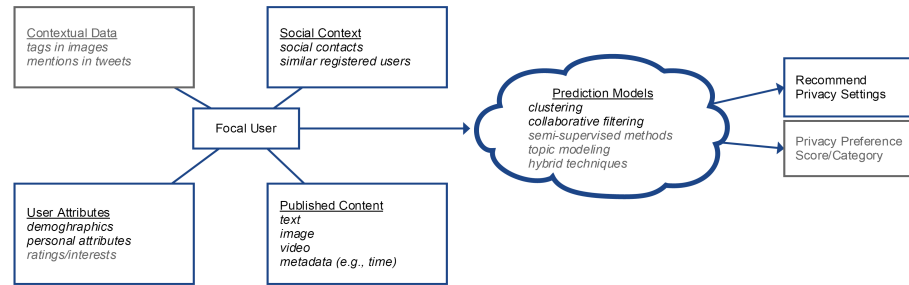 Contextual Data
tags in images
mentions in tweets
Social Context
social contacts
similar registered users
Focal User
User Attributes
demoghraphics
personal attributes
ratings/interests
Published Content
text
image
video
metadata (e.g., time)
Prediction Models
clustering
collaborative filtering
semi-supervised methods
topic modeling
hybrid techniques
Recommend
Privacy Settings
Privacy Preference
Score/Category